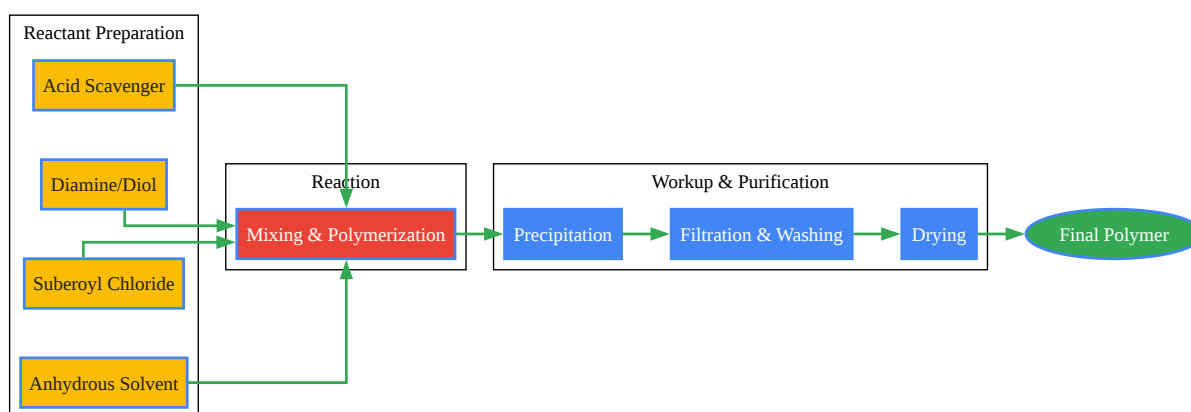 Reactant Preparation
Acid Scavenger
Diamine/Diol
Suberoyl Chloride
Anhydrous Solvent
Reaction
Mixing & Polymerization
Workup & Purification
Precipitation
Filtration & Washing
Drying
Final Polymer